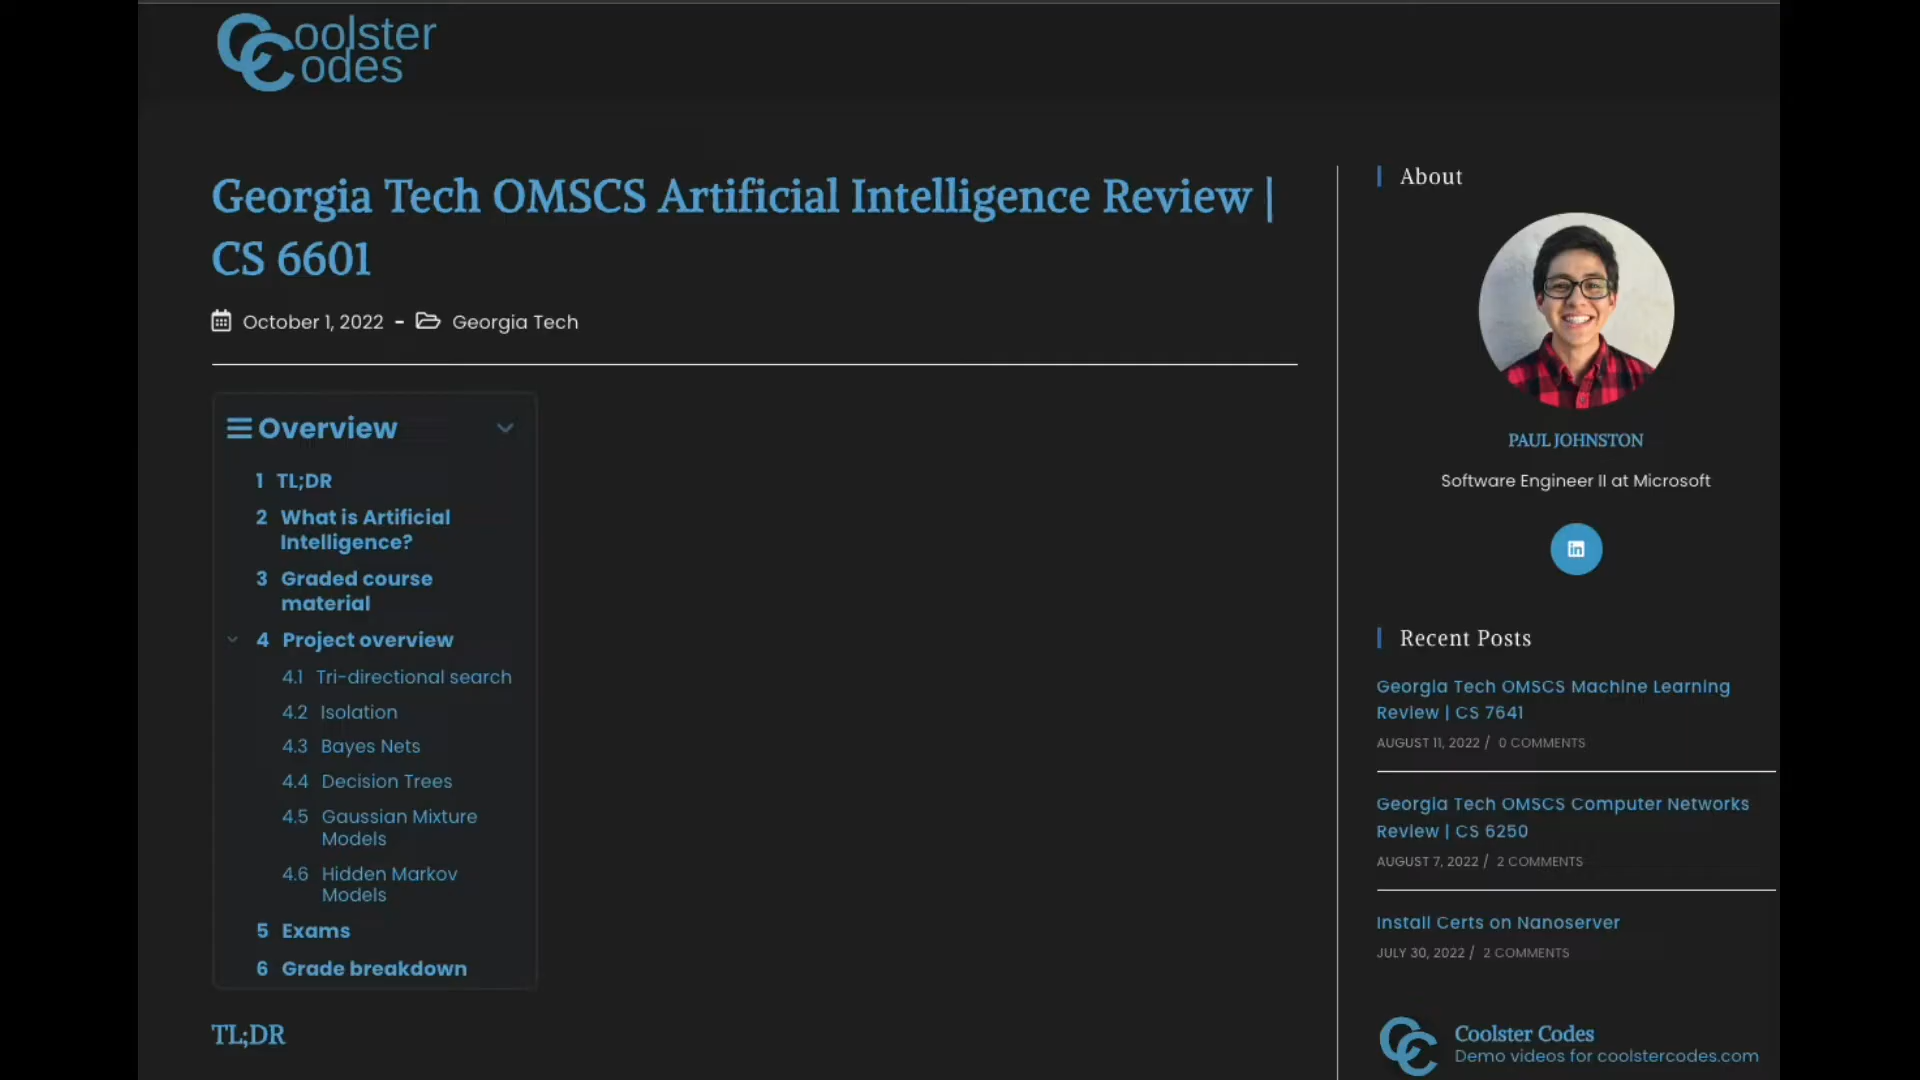 Coolster
Codes
Georgia Tech OMSCS Artificial Intelligence Review |
CS 6601
October 1, 2022 - Georgia Tech
Overview
1 TL;DR
2 What is Artificial
Intelligence?
3 Graded course
material
4 Project overview
4.1 Tri-directional search
4.2 Isolation
4.3 Bayes Nets
4.4 Decision Trees
4.5 Gaussian Mixture
Models
4.6 Hidden Markov
Models
5 Exams
6 Grade breakdown
TL;DR
About
PAUL JOHNSTON
Software Engineer II at Microsoft
in
Recent Posts
Georgia Tech OMSCS Machine Learning
Review | CS 7641
AUGUST 11, 2022 / 0 COMMENTS
Georgia Tech OMSCS Computer Networks
Review | CS 6250
AUGUST 7, 2022 / 2 COMMENTS
Install Certs on Nanoserver
JULY 30, 2022 / 2 COMMENTS
CC
Coolster Codes
Demo videos for coolstercodes.com